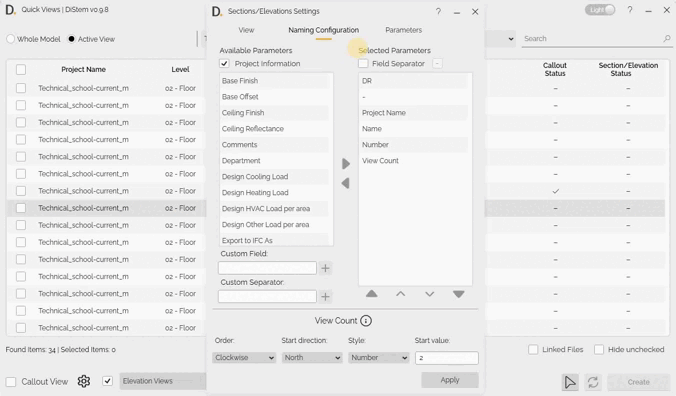 D. Quick Views | DiStem v0.9.8
D. Sections/Elevations Settings ?
Light ?
Whole Model Active View
Search
View Naming Configuration Parameters
Available Parameters Selected Parameters
Project Information Field Separator -
Project Name Level Callout Status Section/Elevation Status
Base Finish
Base Offset
Ceiling Finish
Ceiling Reflectance
Comments
Department
Design Cooling Load
Design Heating Load
Design HVAC Load per area
Design Other Load per area
Export to IFC As
DR
-
Project Name
Name
Number
View Count
Technical_school-current_m 02 - Floor – –
Technical_school-current_m 02 - Floor – –
Technical_school-current_m 02 - Floor – –
Technical_school-current_m 02 - Floor – –
Technical_school-current_m 02 - Floor – –
Technical_school-current_m 02 - Floor – –
Technical_school-current_m 02 - Floor ✓ –
Technical_school-current_m 02 - Floor – –
Technical_school-current_m 02 - Floor – –
Technical_school-current_m 02 - Floor – –
Technical_school-current_m 02 - Floor – –
Technical_school-current_m 02 - Floor – –
Technical_school-current_m 02 - Floor – –
Technical_school-current_m 02 - Floor – –
Technical_school-current_m 02 - Floor – –
Custom Field:
Custom Separator:
View Count
Order: Start direction: Style: Start value:
Clockwise North Number 2
Apply
Found Items: 34 | Selected Items: 0
Linked Files Hide unchecked
Callout View Elevation Views Create